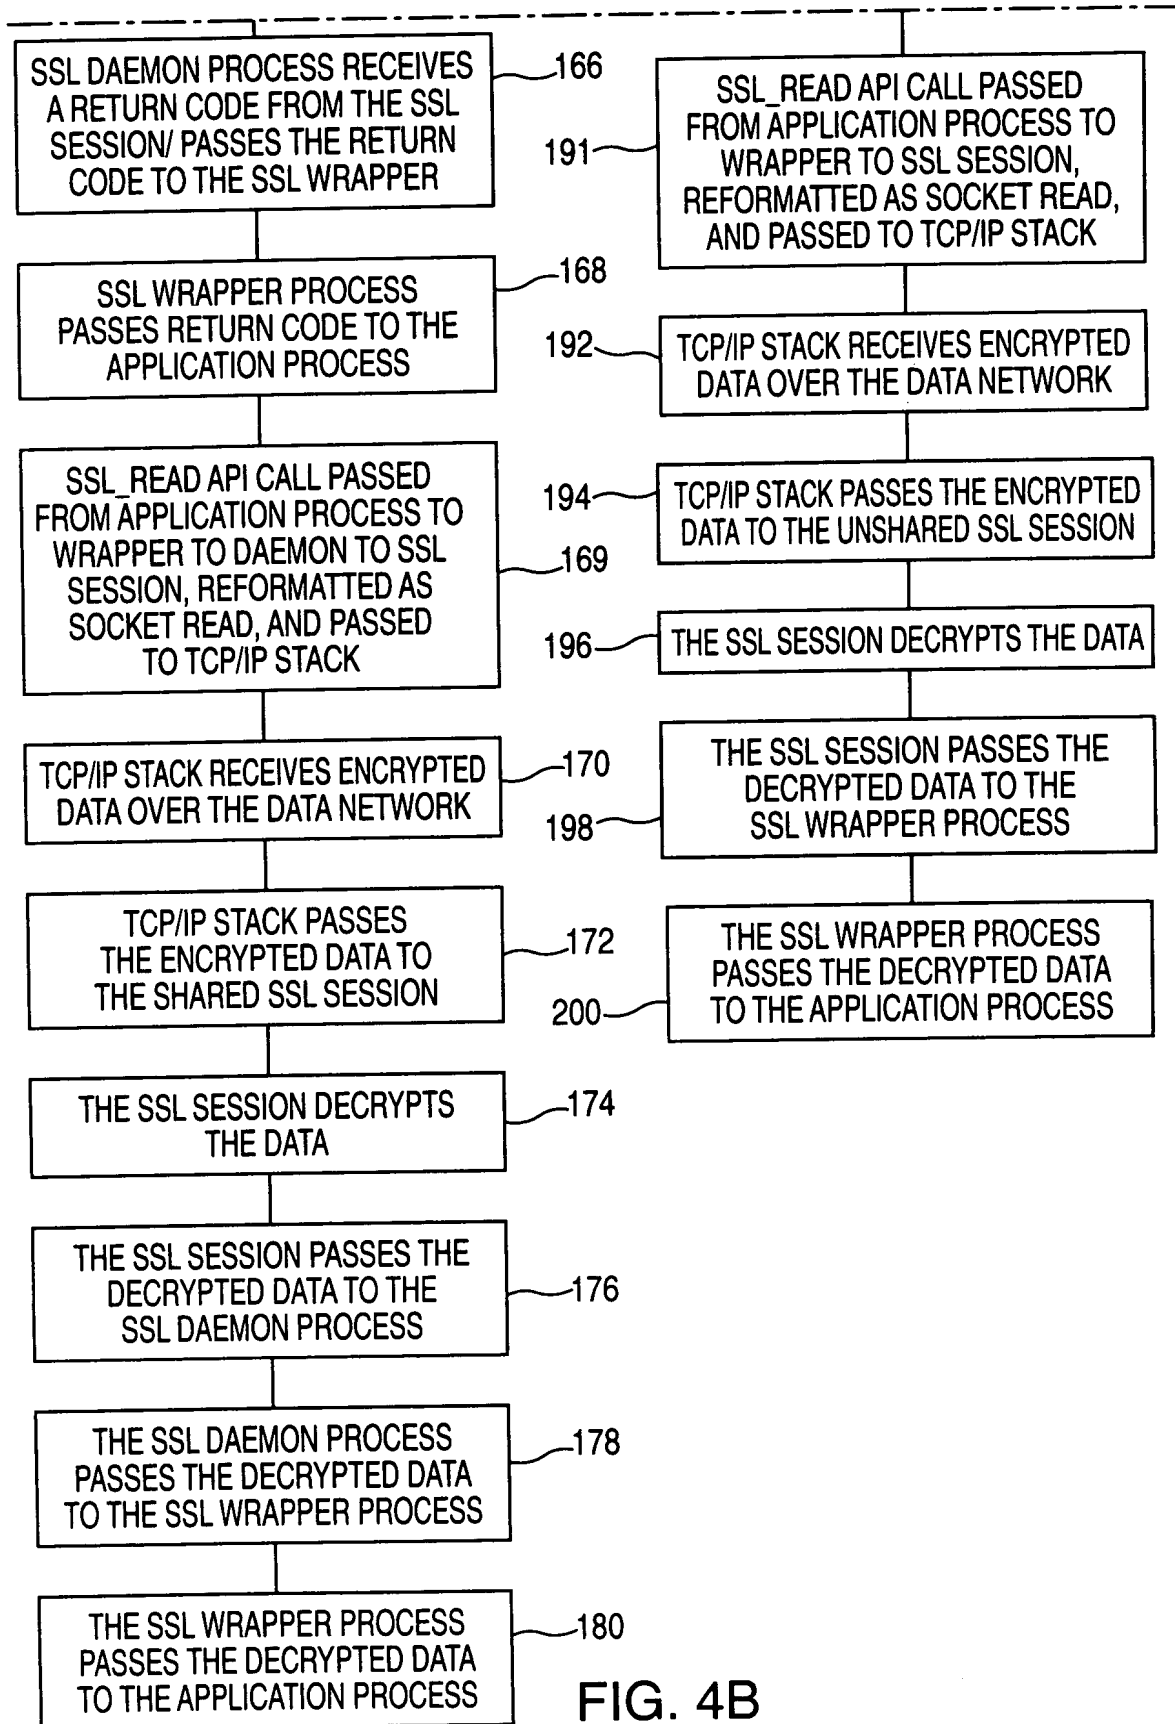 SSL DAEMON PROCESS RECEIVES
A RETURN CODE FROM THE SSL
SESSION/ PASSES THE RETURN
CODE TO THE SSL WRAPPER
166
SSL WRAPPER PROCESS
PASSES RETURN CODE TO THE
APPLICATION PROCESS
168
SSL_READ API CALL PASSED
FROM APPLICATION PROCESS TO
WRAPPER TO DAEMON TO SSL
SESSION, REFORMATTED AS
SOCKET READ, AND PASSED
TO TCP/IP STACK
169
TCP/IP STACK RECEIVES ENCRYPTED
DATA OVER THE DATA NETWORK
170
TCP/IP STACK PASSES
THE ENCRYPTED DATA TO
THE SHARED SSL SESSION
172
THE SSL SESSION DECRYPTS
THE DATA
174
THE SSL SESSION PASSES THE
DECRYPTED DATA TO THE
SSL DAEMON PROCESS
176
THE SSL DAEMON PROCESS
PASSES THE DECRYPTED DATA
TO THE SSL WRAPPER PROCESS
178
THE SSL WRAPPER PROCESS
PASSES THE DECRYPTED DATA
TO THE APPLICATION PROCESS
180
191
SSL_READ API CALL PASSED
FROM APPLICATION PROCESS TO
WRAPPER TO SSL SESSION,
REFORMATTED AS SOCKET READ,
AND PASSED TO TCP/IP STACK
192
TCP/IP STACK RECEIVES ENCRYPTED
DATA OVER THE DATA NETWORK
194
TCP/IP STACK PASSES THE ENCRYPTED
DATA TO THE UNSHARED SSL SESSION
196
THE SSL SESSION DECRYPTS THE DATA
198
THE SSL SESSION PASSES THE
DECRYPTED DATA TO THE
SSL WRAPPER PROCESS
200
THE SSL WRAPPER PROCESS
PASSES THE DECRYPTED DATA
TO THE APPLICATION PROCESS
FIG. 4B